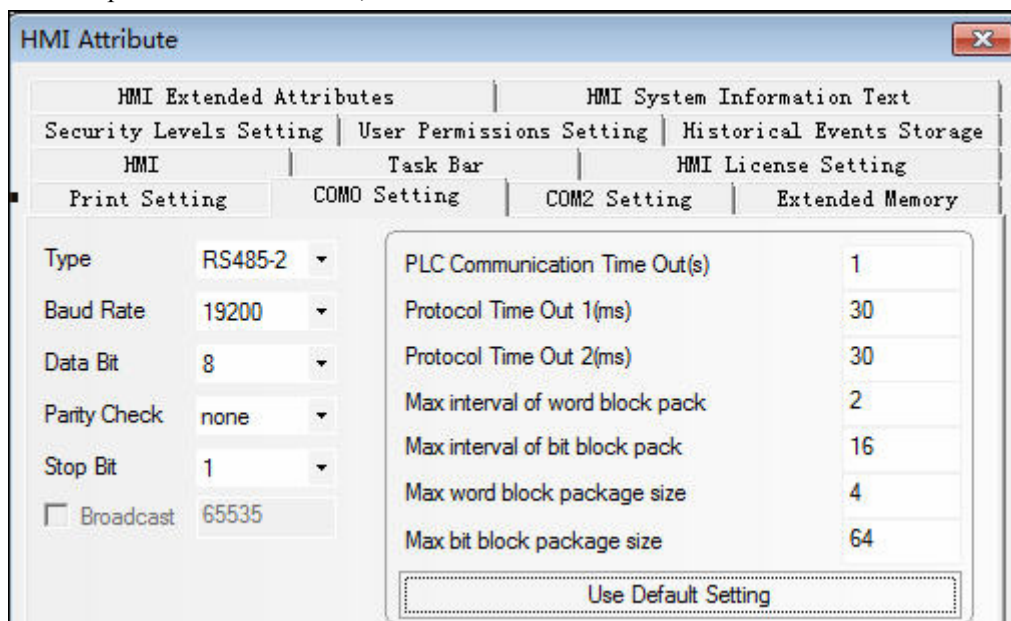 HMI Attribute
HMI Extended Attributes HMI System Information Text
Security Levels Setting User Permissions Setting Historical Events Storage
HMI Task Bar HMI License Setting
Print Setting COM0 Setting COM2 Setting Extended Memory
Type RS485-2 PLC Communication Time Out(s) 1
Baud Rate 19200 Protocol Time Out 1(ms) 30
Data Bit 8 Protocol Time Out 2(ms) 30
Parity Check none Max interval of word block pack 2
Max interval of bit block pack 16
Stop Bit 1
Max word block package size 4
Broadcast 65535
Max bit block package size 64
Use Default Setting